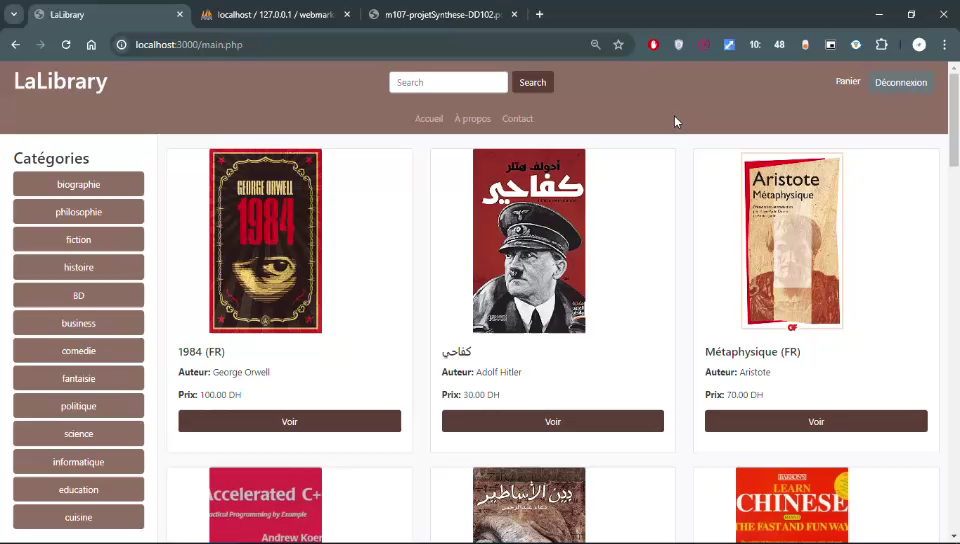 LaLibrary
localhost / 127.0.0.1 / webmark
m107-projetSynthese-DD102.p
localhost:3000/main.php
10:
48
LaLibrary
Search
Search
Panier
Déconnexion
Accueil
À propos
Contact
Catégories
biographie
philosophie
fiction
histoire
BD
business
comedie
fantaisie
politique
science
informatique
education
cuisine
GEORGE ORWELL
1984
1984 (FR)
Auteur: George Orwell
Prix: 100.00 DH
Voir
أدولف هتلر
كفاحي
كفاحي
Auteur: Adolf Hitler
Prix: 30.00 DH
Voir
Aristote
Métaphysique
GF
Métaphysique (FR)
Auteur: Aristote
Prix: 70.00 DH
Voir
Accelerated C+
ractical Programming by Example
Andrew Koer
بين الأساطير
BARRON'S
LEARN
CHINESE
THE FAST AND FUN WAY